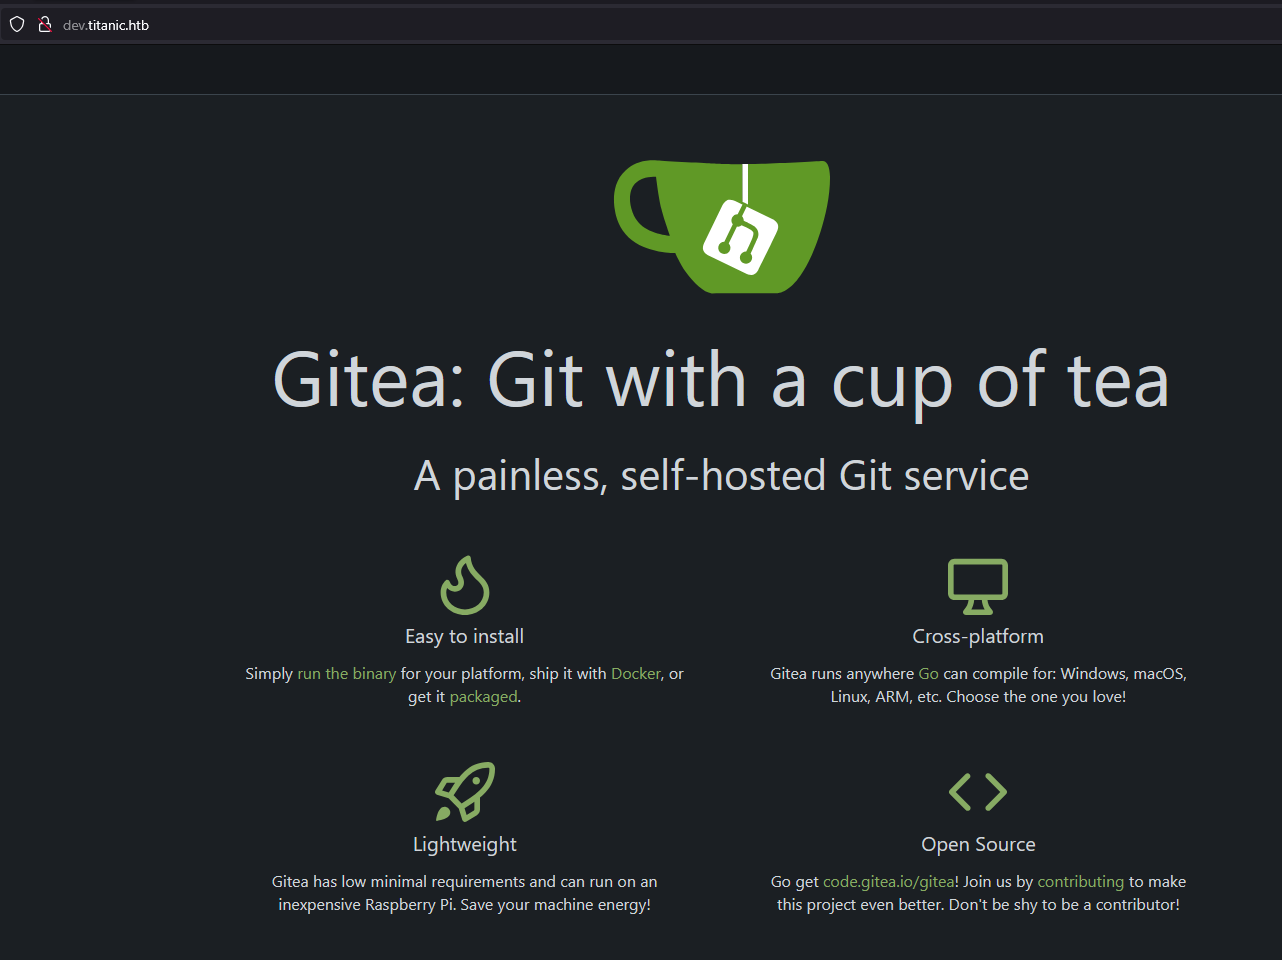 dev.titanic.htb
Gitea: Git with a cup of tea
A painless, self-hosted Git service
Easy to install
Simply run the binary for your platform, ship it with Docker, or
get it packaged.
Cross-platform
Gitea runs anywhere Go can compile for: Windows, macOS,
Linux, ARM, etc. Choose the one you love!
Lightweight
Gitea has low minimal requirements and can run on an
inexpensive Raspberry Pi. Save your machine energy!
Open Source
Go get code.gitea.io/gitea! Join us by contributing to make
this project even better. Don't be shy to be a contributor!